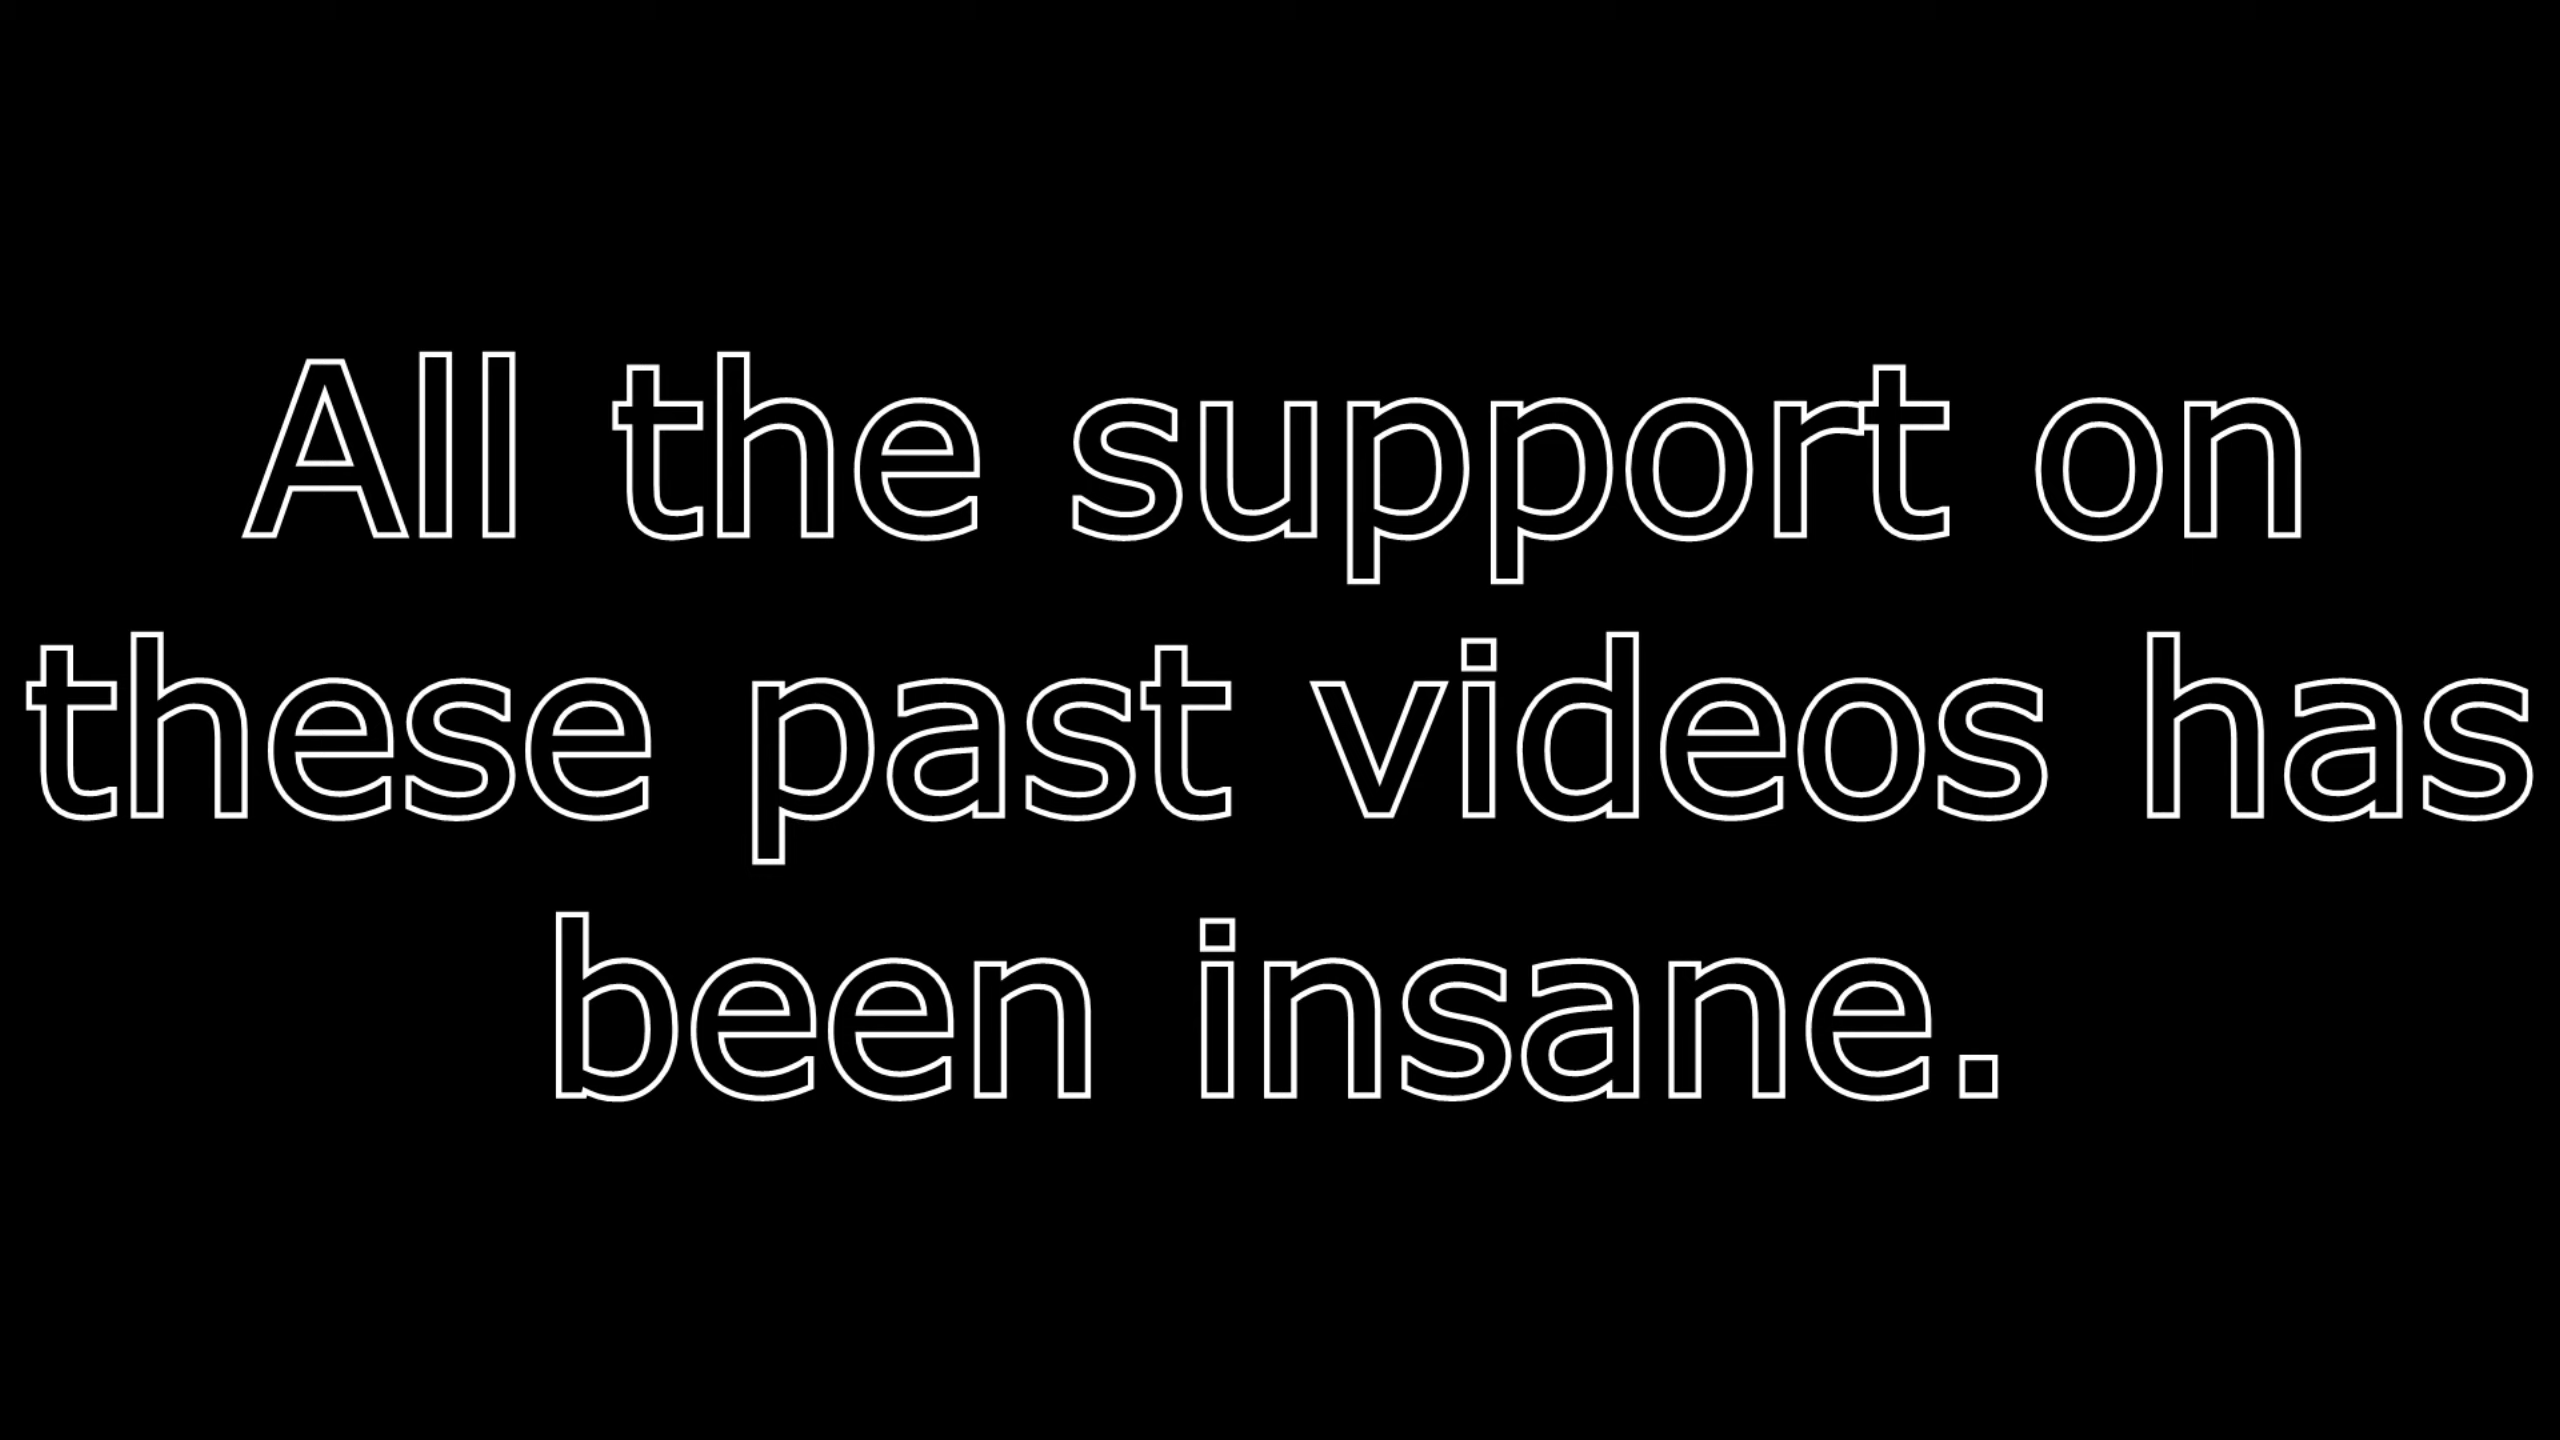 All the support on
these past videos has
been insane.